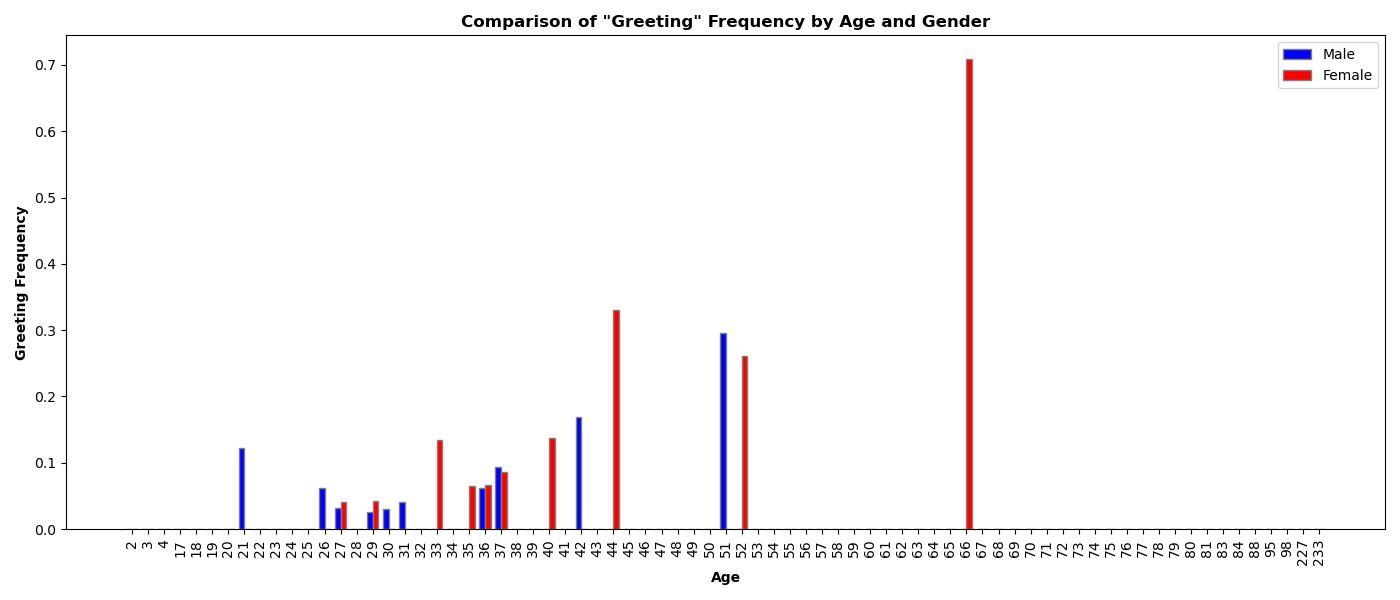 Comparison of "Greeting" Frequency by Age and Gender
Male
Female
Greeting Frequency
0.7
0.6
0.5
0.4
0.3
0.2
0.1
0.0
2 3 4 17 18 19 20 21 22 23 24 25 26 27 28 29 30 31 32 33 34 35 36 37 38 39 40 41 42 43 44 45 46 47 48 49 50 51 52 53 54 55 56 57 58 59 60 61 62 63 64 65 66 67 68 69 70 71 72 73 74 75 76 77 78 79 80 81 83 84 88 95 98 227 233
Age